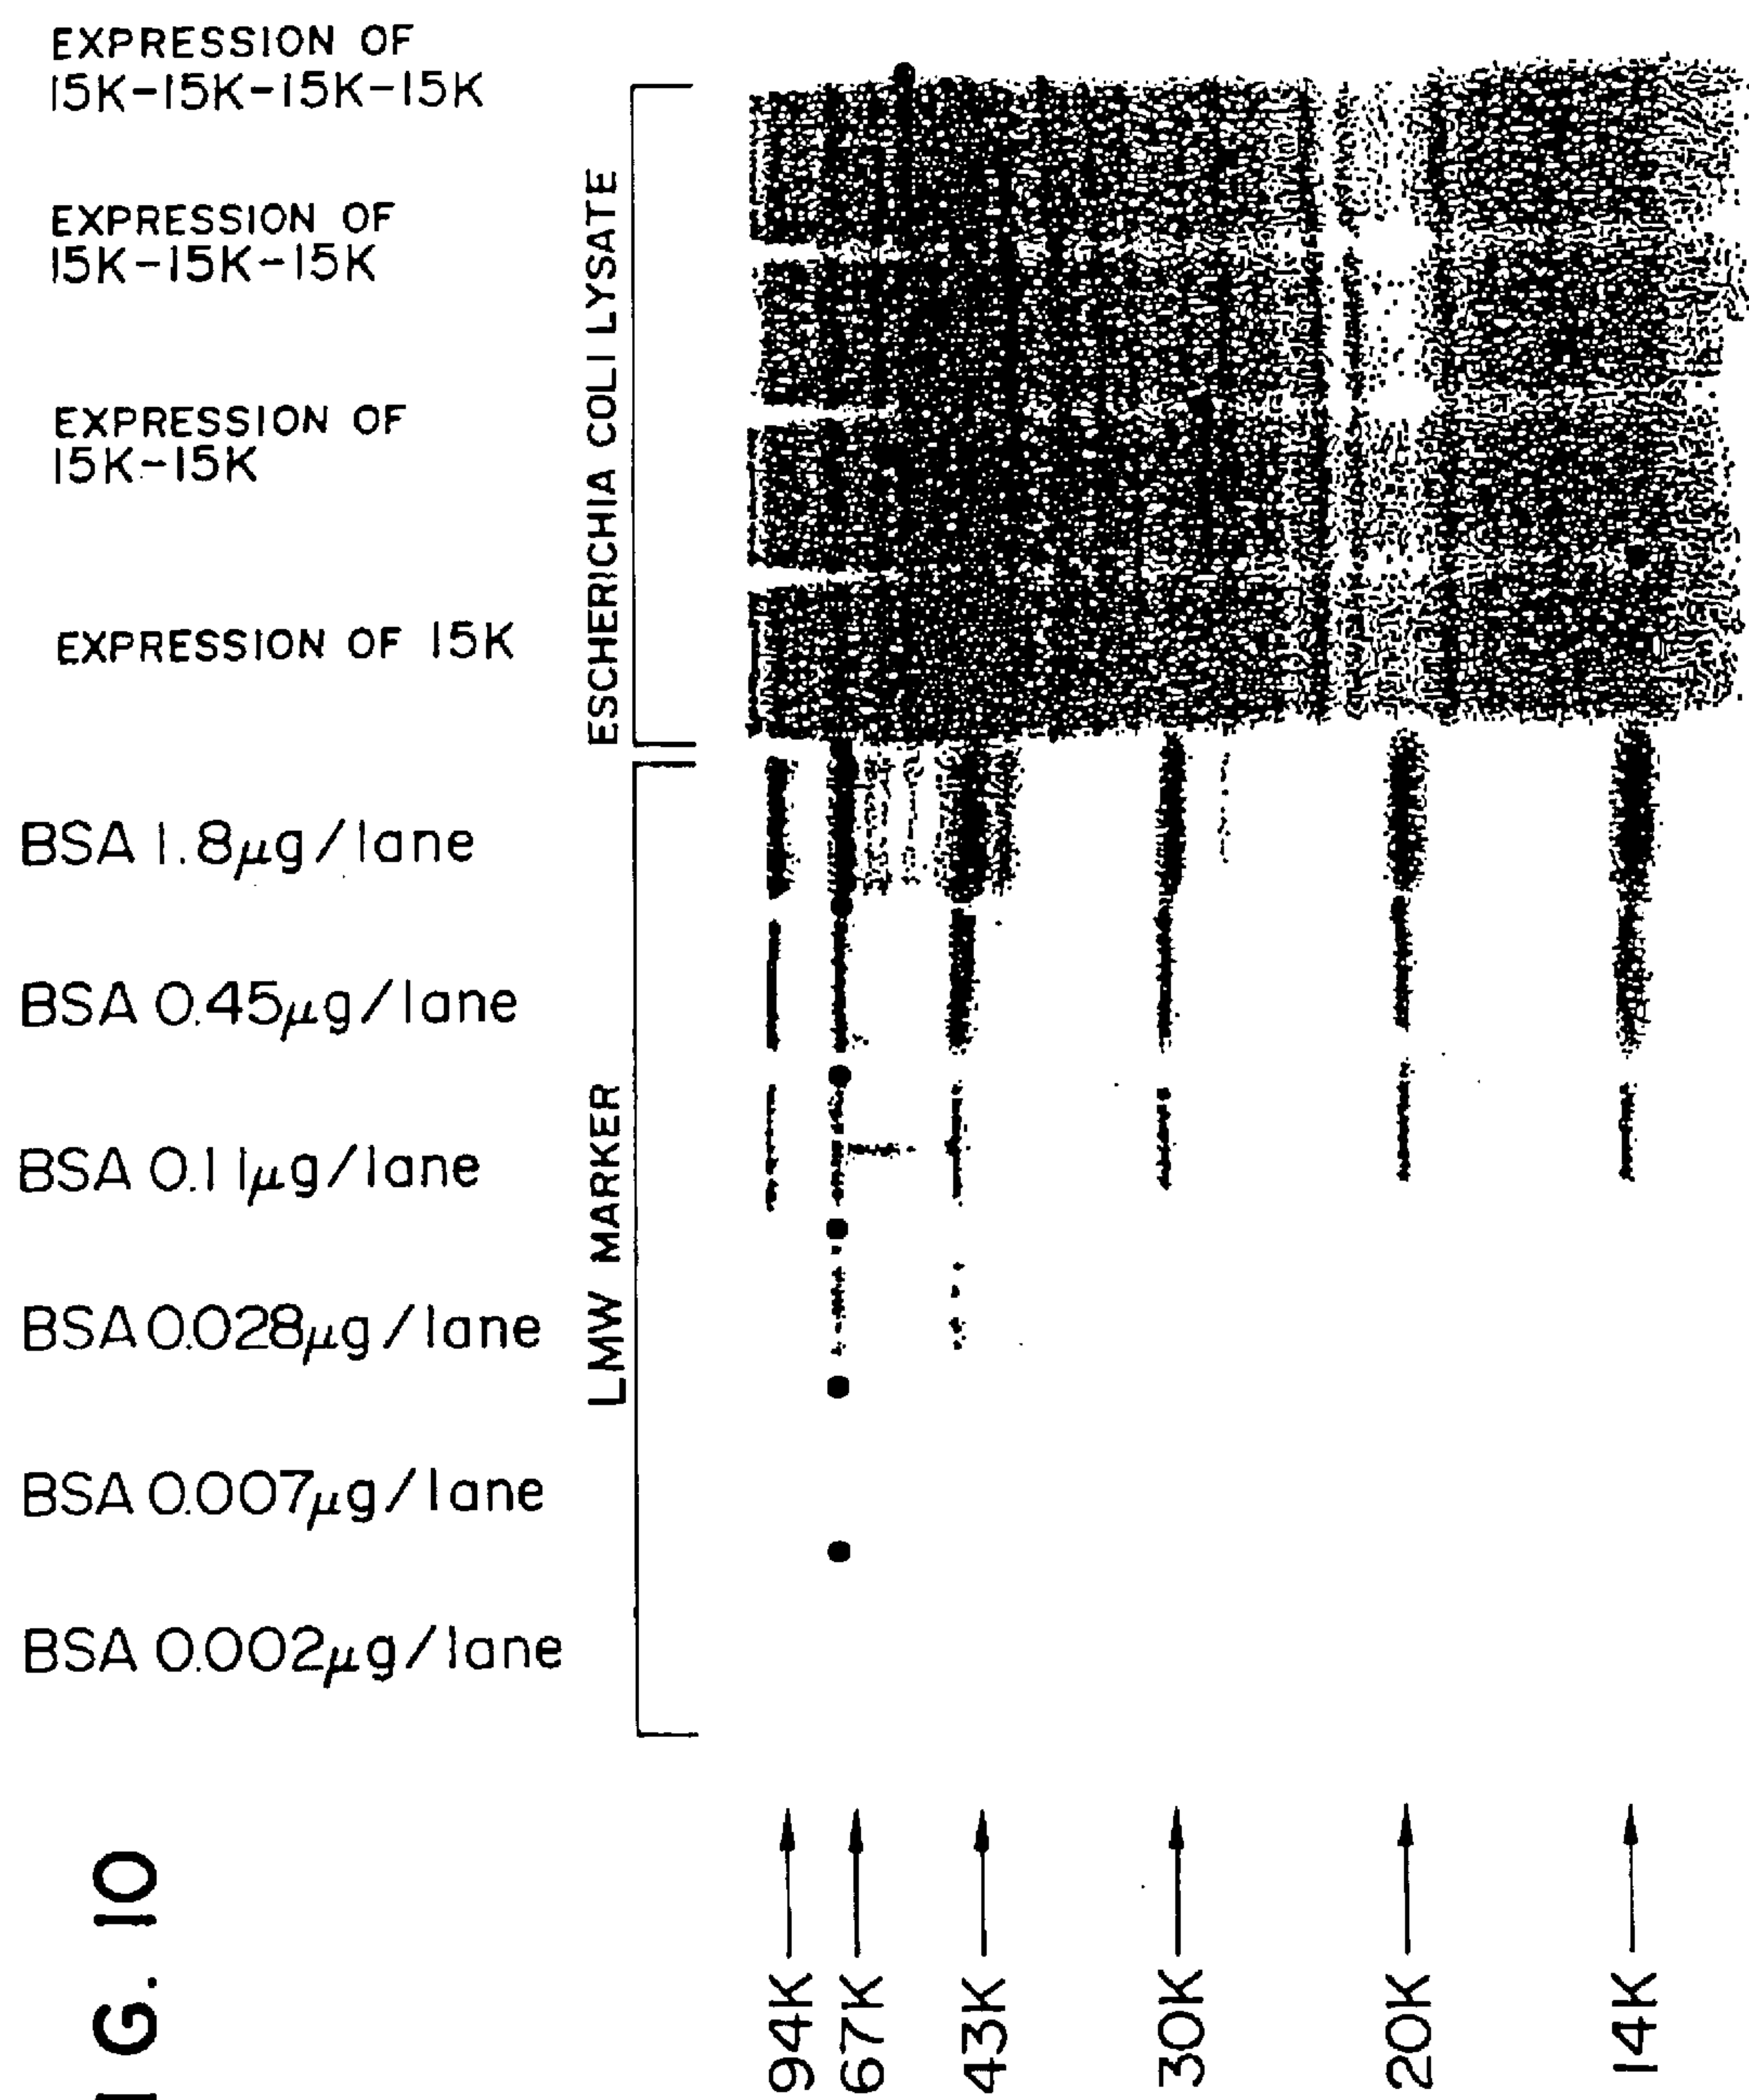 EXPRESSION OF
15K-15K-15K-15K
EXPRESSION OF
15K-15K-15K
EXPRESSION OF
15K-15K
EXPRESSION OF 15K
ESCHERICHIA COLI LYSATE
BSA 1.8μg/lane
BSA 0.45μg/lane
BSA 0.11μg/lane
BSA 0.028μg/lane
BSA 0.007μg/lane
BSA 0.002μg/lane
LMW MARKER
94K
67K
43K
30K
20K
14K
IG. 10